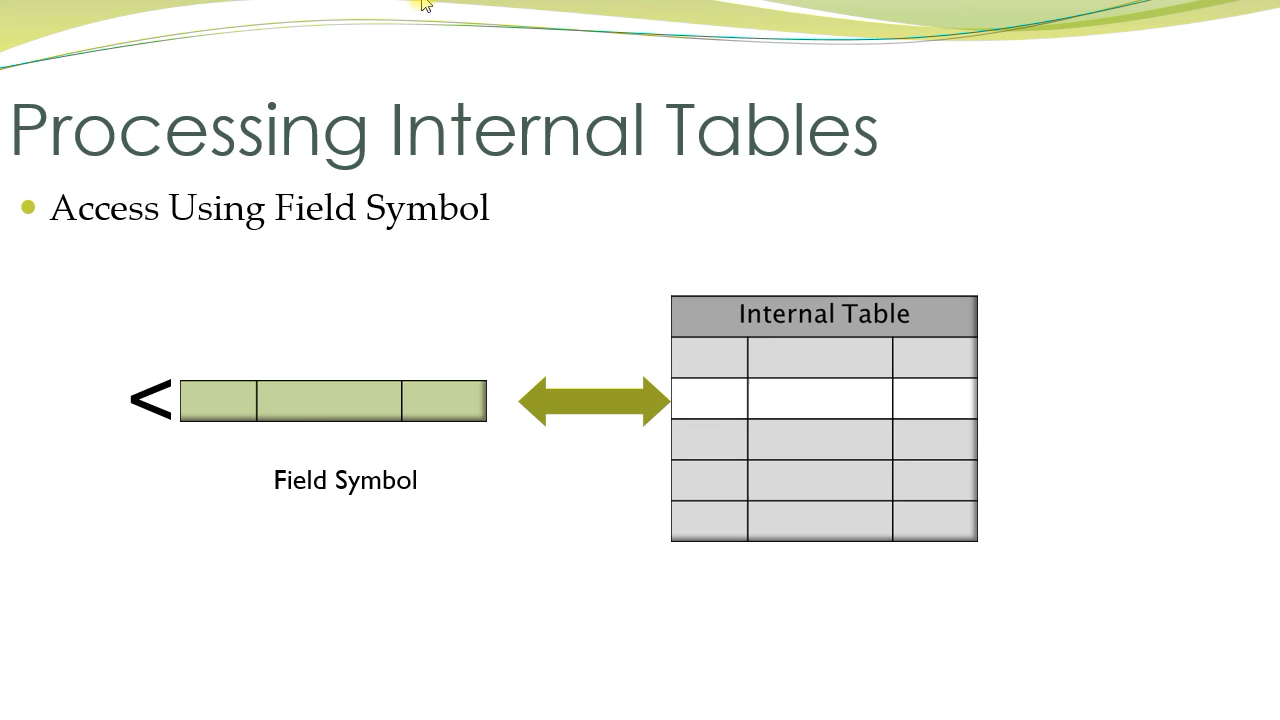 Processing Internal Tables
Access Using Field Symbol
Internal Table
<
Field Symbol